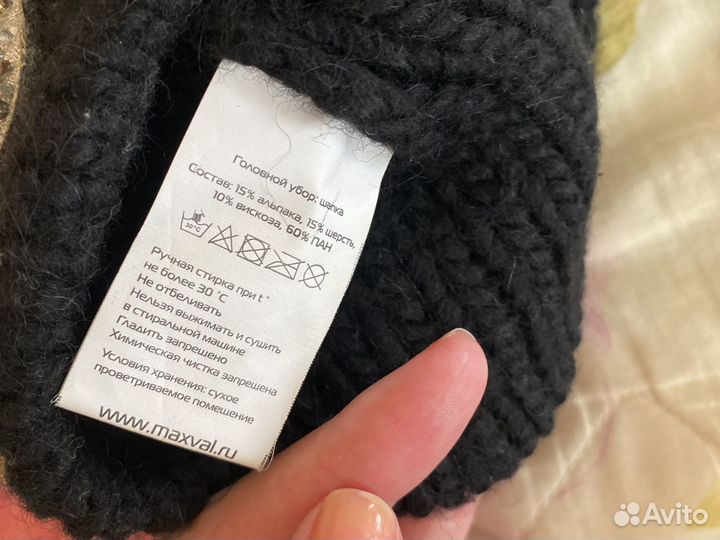 Головной убор: шапка
Состав: 15% альпака, 15% шерсть,
10% вискоза, 60% ПАН
30°C
Ручная стирка при t°
не более 30 °C
Не отбеливать
Нельзя выжимать и сушить
в стиральной машине
Гладить запрещено
Химическая чистка запрещена
Условия хранения: сухое
проветриваемое помещение
www.maxval.ru
Avito